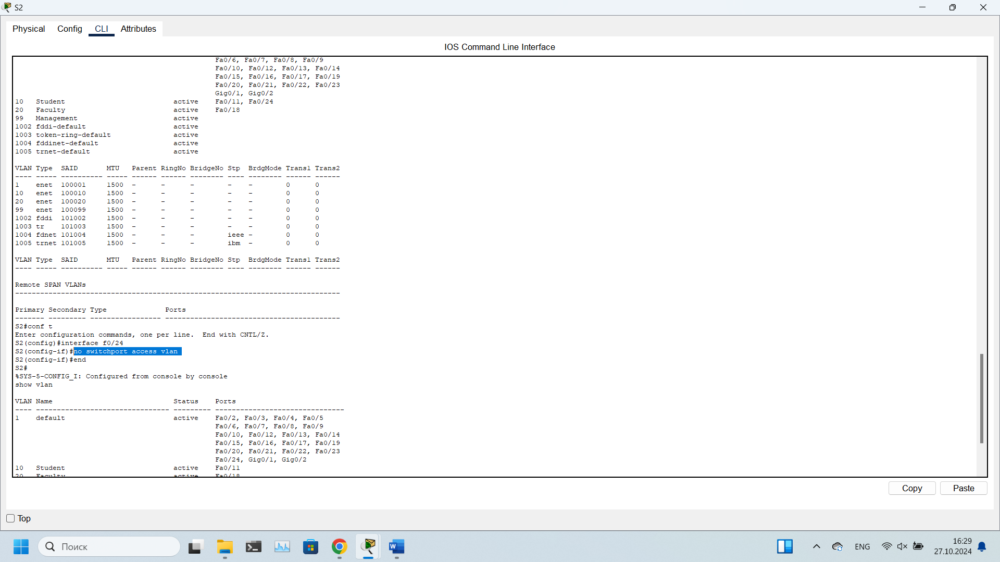 S2
Physical Config CLI Attributes
IOS Command Line Interface
Fa0/6, Fa0/7, Fa0/8, Fa0/9
Fa0/10, Fa0/12, Fa0/13, Fa0/14
Fa0/15, Fa0/16, Fa0/17, Fa0/19
Fa0/20, Fa0/21, Fa0/22, Fa0/23
Gig0/1, Gig0/2
10 Student active Fa0/11, Fa0/24
20 Faculty active Fa0/18
99 Management active
1002 fddi-default active
1003 token-ring-default active
1004 fddinet-default active
1005 trnet-default active
VLAN Type SAID MTU Parent RingNo BridgeNo Stp BrdgMode Trans1 Trans2
---- ----- ---------- ----- ------ ------ -------- ---- -------- ------ ------
1 enet 100001 1500 - - - - - 0 0
10 enet 100010 1500 - - - - - 0 0
20 enet 100020 1500 - - - - - 0 0
99 enet 100099 1500 - - - - - 0 0
1002 fddi 101002 1500 - - - - - 0 0
1003 tr 101003 1500 - - - - - 0 0
1004 fdnet 101004 1500 - - - ieee - 0 0
1005 trnet 101005 1500 - - - ibm - 0 0
VLAN Type SAID MTU Parent RingNo BridgeNo Stp BrdgMode Trans1 Trans2
---- ----- ---------- ----- ------ ------ -------- ---- -------- ------ ------
Remote SPAN VLANs
------------------------------------------------------------------------------
Primary Secondary Type Ports
------- --------- ----------------- ------------------------------------------
S2#conf t
Enter configuration commands, one per line. End with CNTL/Z.
S2(config)#interface f0/24
S2(config-if)#no switchport access vlan
S2(config-if)#end
S2#
%SYS-5-CONFIG_I: Configured from console by console
show vlan
VLAN Name Status Ports
---- -------------------------------- --------- -------------------------------
1 default active Fa0/2, Fa0/3, Fa0/4, Fa0/5
Fa0/6, Fa0/7, Fa0/8, Fa0/9
Fa0/10, Fa0/12, Fa0/13, Fa0/14
Fa0/15, Fa0/16, Fa0/17, Fa0/19
Fa0/20, Fa0/21, Fa0/22, Fa0/23
Fa0/24, Gig0/1, Gig0/2
10 Student active Fa0/11
20 Faculty active Fa0/18
Copy Paste
Top
Поиск
ENG
16:29
27.10.2024